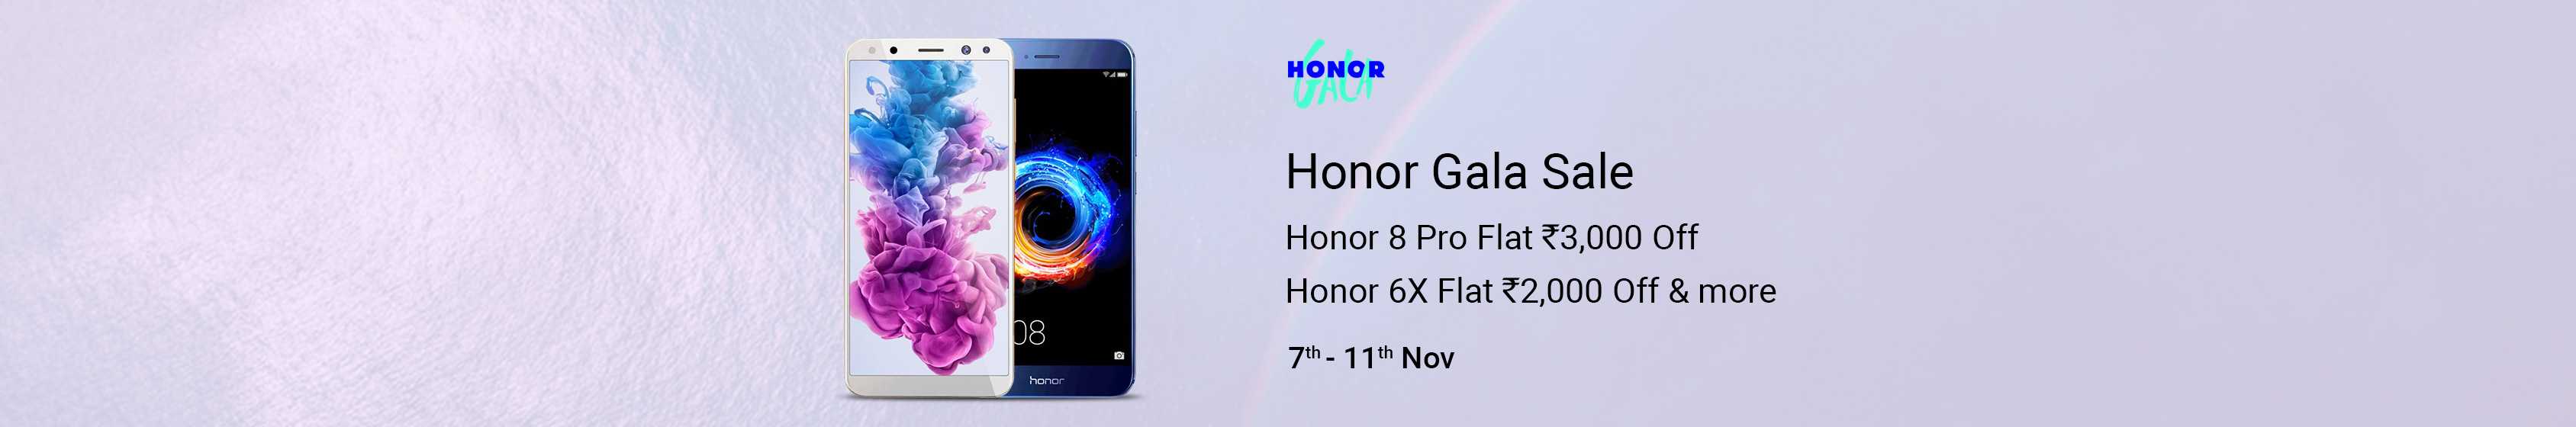 HONOR
GALA
Honor Gala Sale
Honor 8 Pro Flat ₹3,000 Off
Honor 6X Flat ₹2,000 Off & more
7th - 11th Nov
08
honor